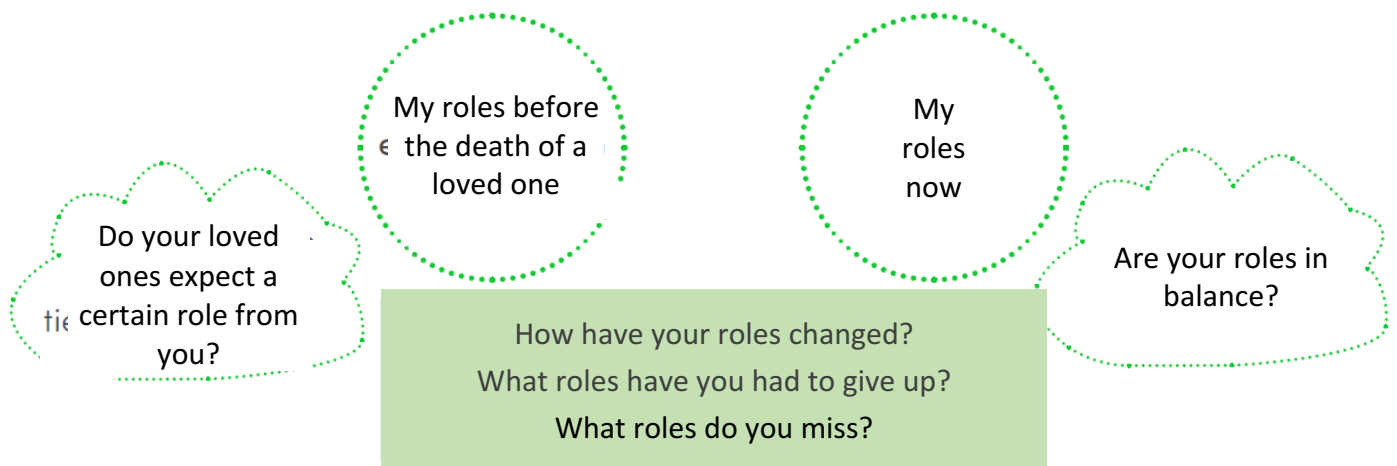 My roles before
the death of a
loved one
My
roles
now
Do your loved
ones expect a
certain role from
you?
Are your roles in
balance?
How have your roles changed?
What roles have you had to give up?
What roles do you miss?